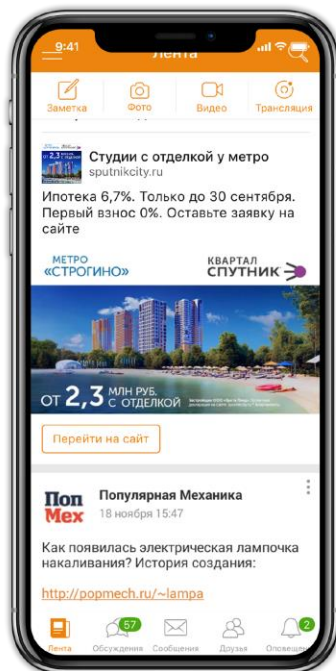 9:41
Лента
Заметка Фото Видео Трансляция
Студии с отделкой у метро
sputnikcity.ru
Ипотека 6,7%. Только до 30 сентября.
Первый взнос 0%. Оставьте заявку на
сайте
МЕТРО
«СТРОГИНО»
КВАРТАЛ
СПУТНИК
ОТ 2,3 МЛН РУБ.
С ОТДЕЛКОЙ
Перейти на сайт
Поп
Мех
Популярная Механика
18 ноября 15:47
Как появилась электрическая лампочка
накаливания? История создания:
http://popmech.ru/~lampa
57 2
Лента Обсуждения Сообщения Друзья Оповещен